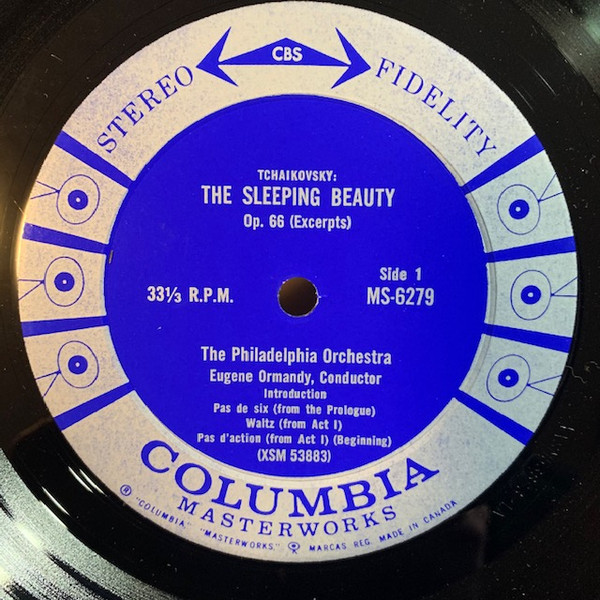 CBS
STEREO FIDELITY
TCHAIKOVSKY:
THE SLEEPING BEAUTY
Op. 66 (Excerpts)
Side 1
33⅓ R.P.M.
MS-6279
The Philadelphia Orchestra
Eugene Ormandy, Conductor
Introduction
Pas de six (from the Prologue)
Waltz (from Act I)
Pas d'action (from Act I) (Beginning)
(XSM 53883)
COLUMBIA
MASTERWORKS
® "COLUMBIA" "MASTERWORKS," MARCAS REG. MADE IN CANADA